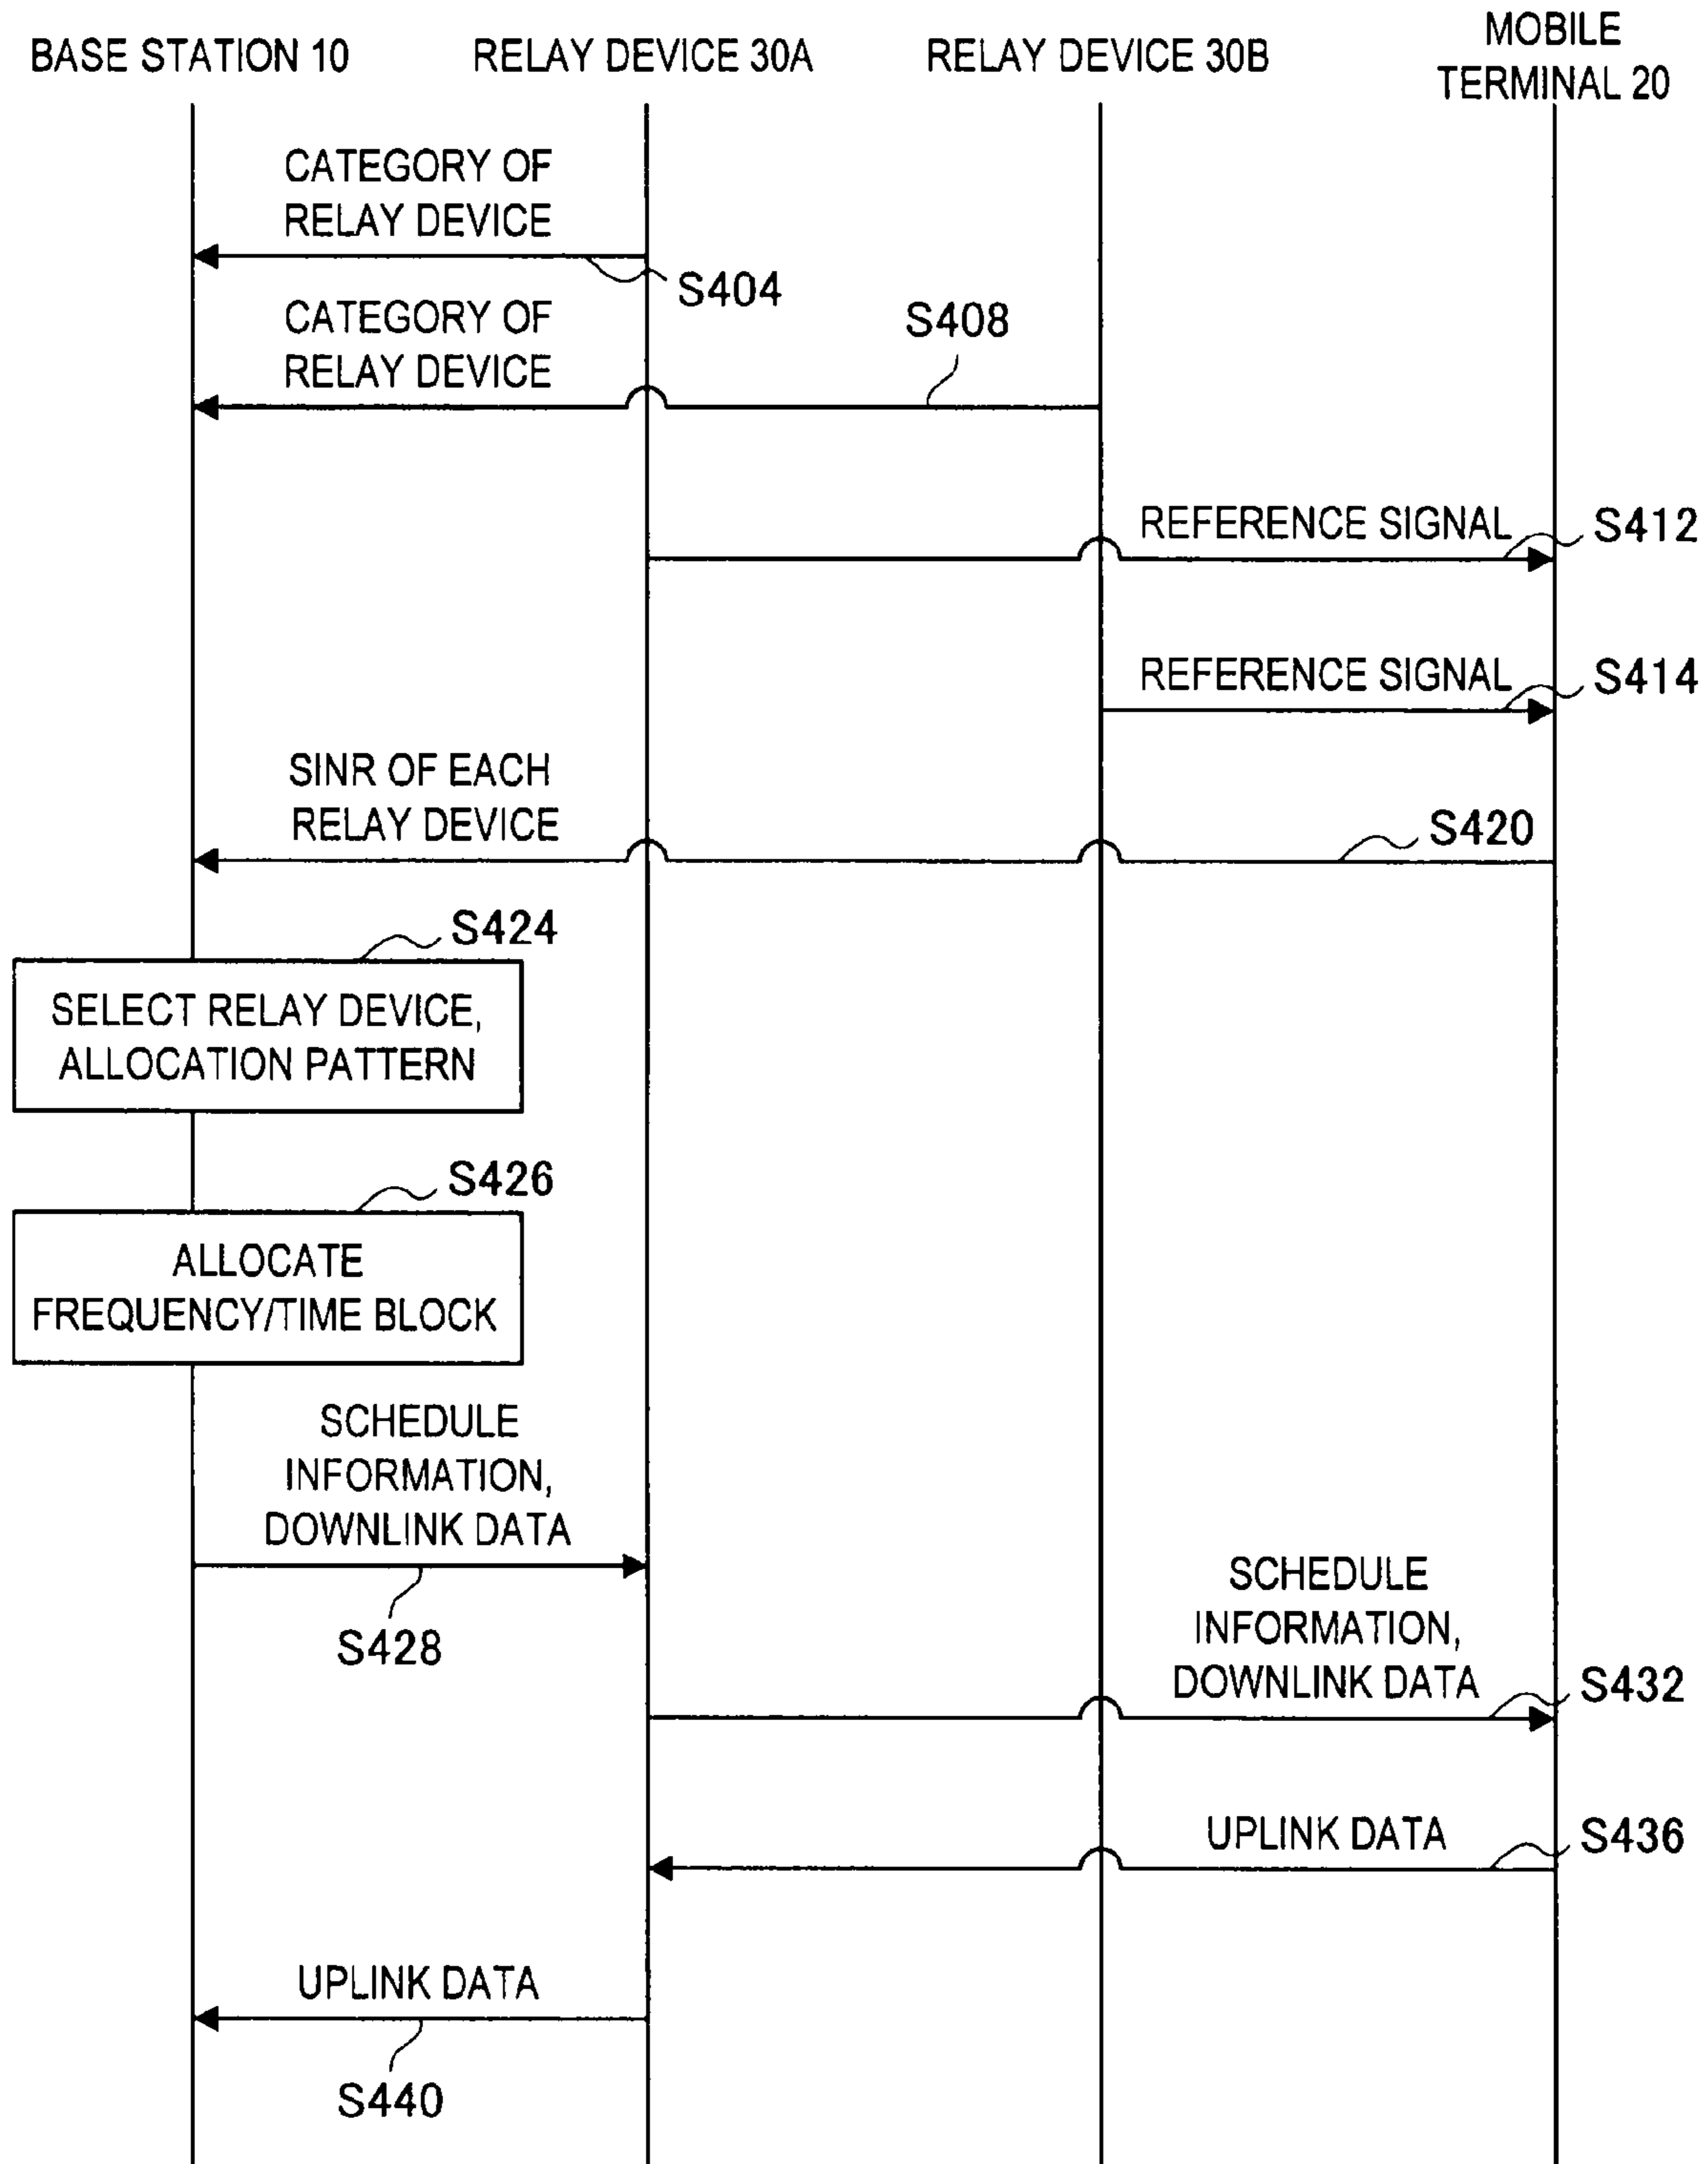 BASE STATION 10
RELAY DEVICE 30A
RELAY DEVICE 30B
MOBILE
TERMINAL 20
CATEGORY OF
RELAY DEVICE
S404
CATEGORY OF
RELAY DEVICE
S408
REFERENCE SIGNAL
S412
REFERENCE SIGNAL
S414
SINR OF EACH
RELAY DEVICE
S420
S424
SELECT RELAY DEVICE,
ALLOCATION PATTERN
S426
ALLOCATE
FREQUENCY/TIME BLOCK
SCHEDULE
INFORMATION,
DOWNLINK DATA
S428
SCHEDULE
INFORMATION,
DOWNLINK DATA
S432
UPLINK DATA
S436
UPLINK DATA
S440